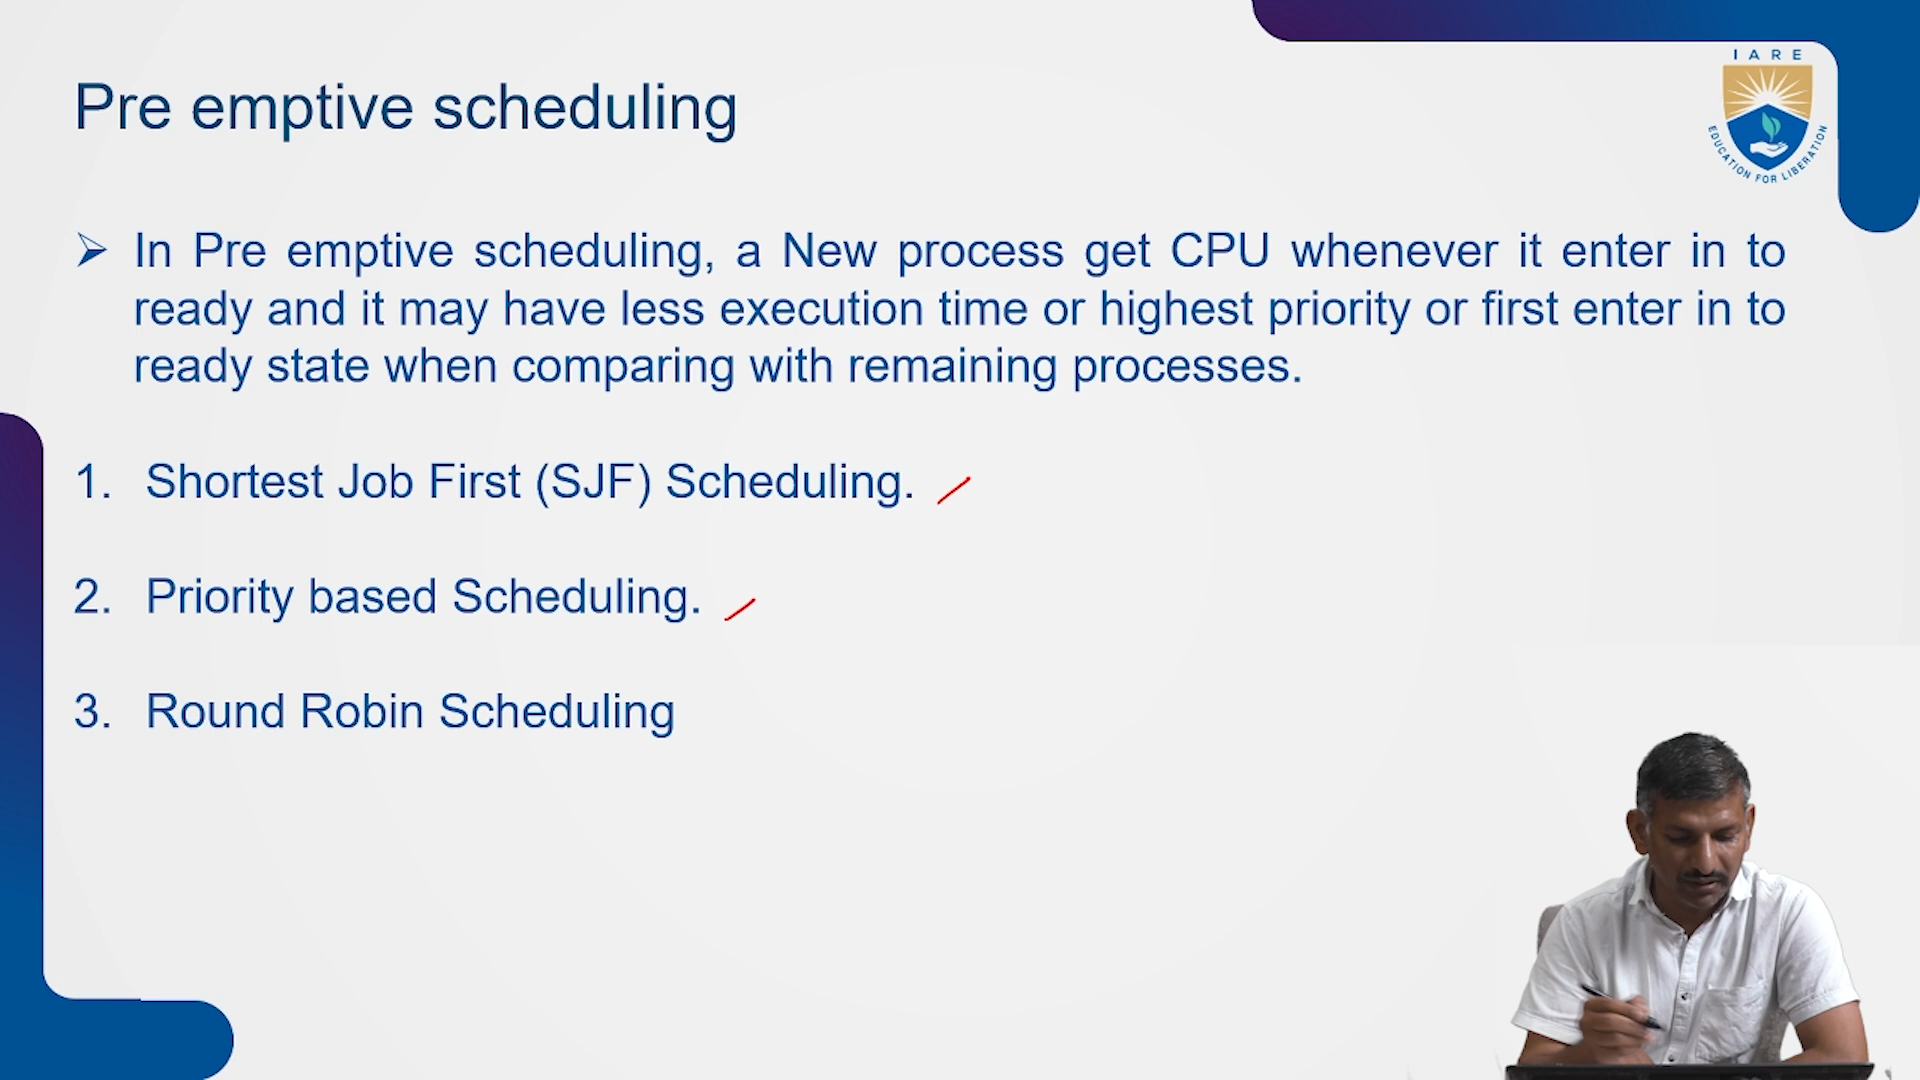 IARE
EDUCATION FOR LIBERATION
Pre emptive scheduling
➢ In Pre emptive scheduling, a New process get CPU whenever it enter in to
ready and it may have less execution time or highest priority or first enter in to
ready state when comparing with remaining processes.
1. Shortest Job First (SJF) Scheduling.
2. Priority based Scheduling.
3. Round Robin Scheduling